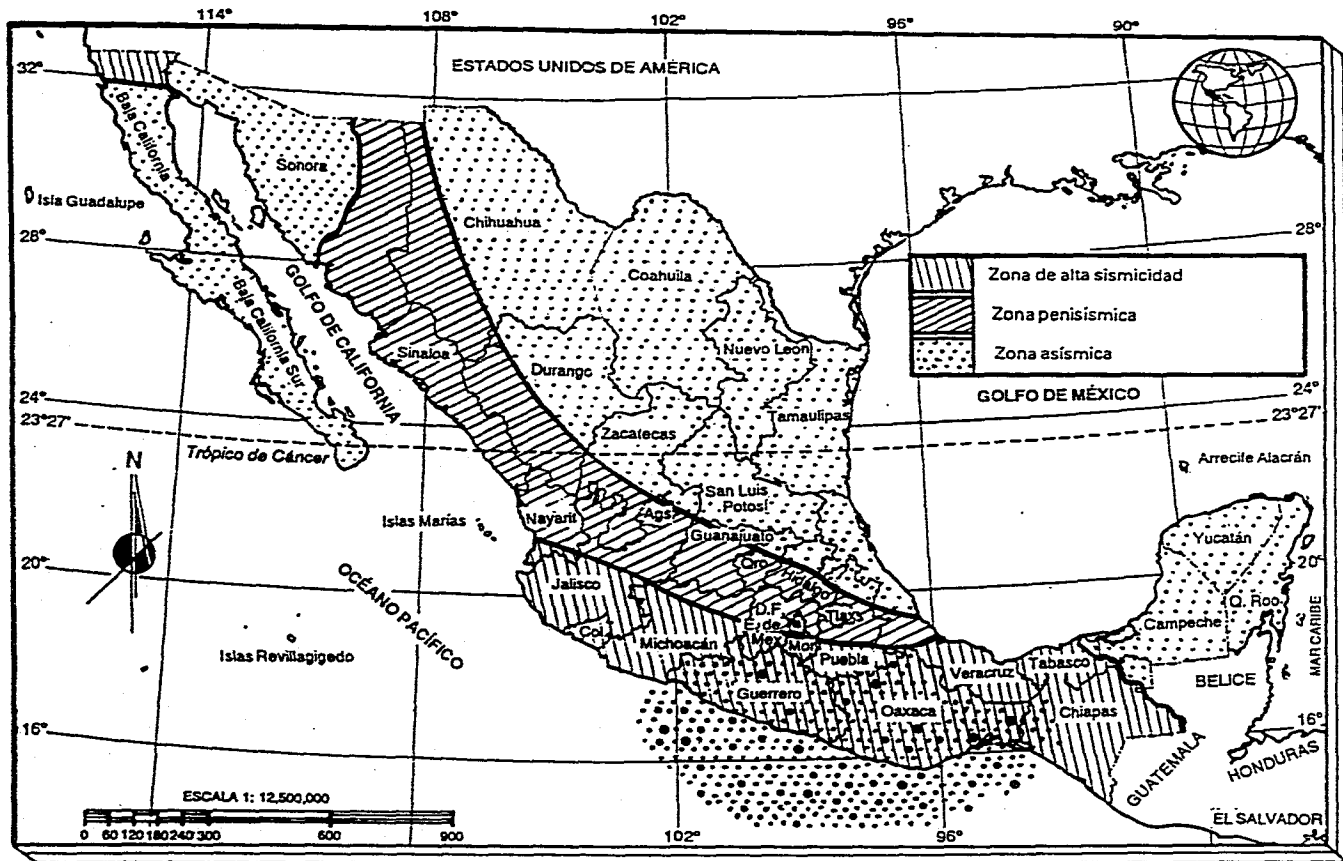 114°
108°
102°
96°
90°
32°
ESTADOS UNIDOS DE AMÉRICA
Baja California
Sonora
Isla Guadalupe
Chihuahua
28°
28°
Coahuila
GOLFO DE CALIFORNIA
Baja California Sur
Zona de alta sismicidad
Zona penisísmica
Zona asísmica
Sinaloa
Durango
Nuevo León
GOLFO DE MÉXICO
24°
24°
23°27'
23°27'
Tamaulipas
Zacatecas
Trópico de Cáncer
N
Arrecife Alacrán
San Luis
Potosí
Islas Marías
Nayarit
Ags.
Guanajuato
Yucatán
20°
20°
Qro
Hidalgo
OCÉANO PACÍFICO
Jalisco
Q. Roo
D.F.
Tlax
Campeche
Col.
E. de
Michoacán
Mex
Mor
Puebla
MAR CARIBE
Islas Revillagigedo
Veracruz
Tabasco
BELICE
Guerrero
Oaxaca
Chiapas
16°
16°
GUATEMALA
HONDURAS
ESCALA 1: 12,500,000
0 60 120 180 240 300 600 900
102°
96°
EL SALVADOR